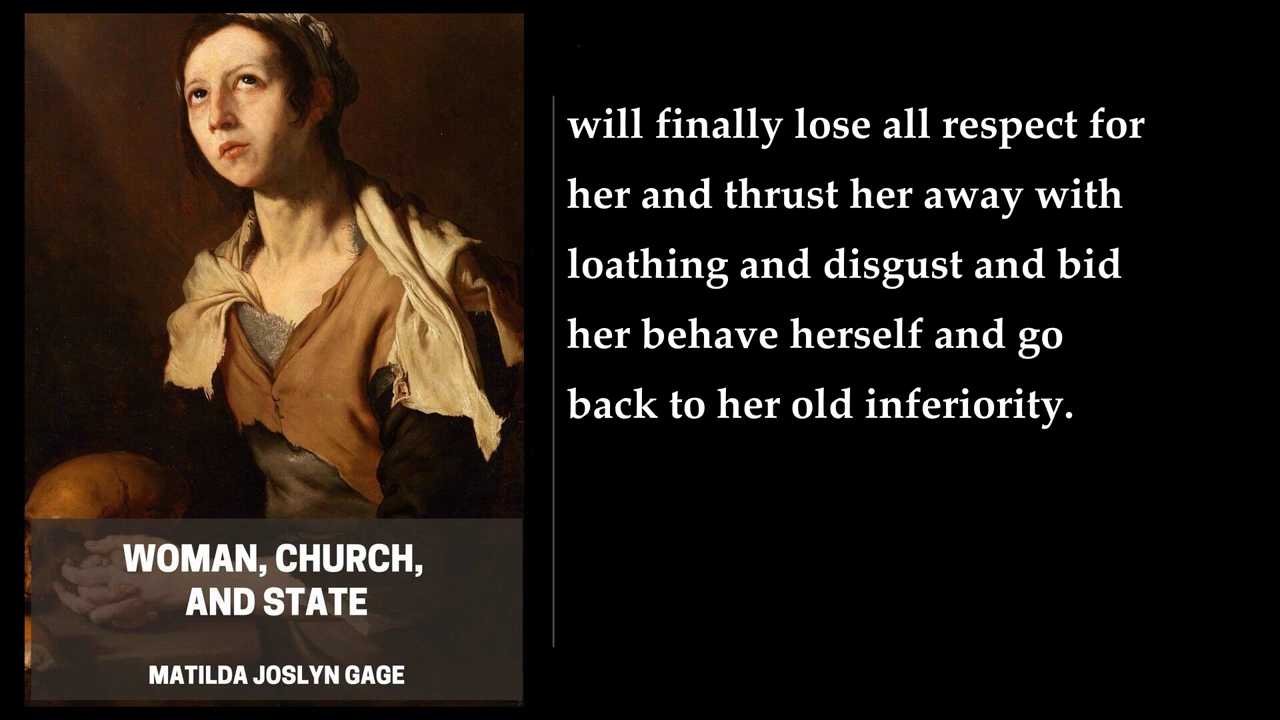 will finally lose all respect for
her and thrust her away with
loathing and disgust and bid
her behave herself and go
back to her old inferiority.
WOMAN, CHURCH,
AND STATE
MATILDA JOSLYN GAGE